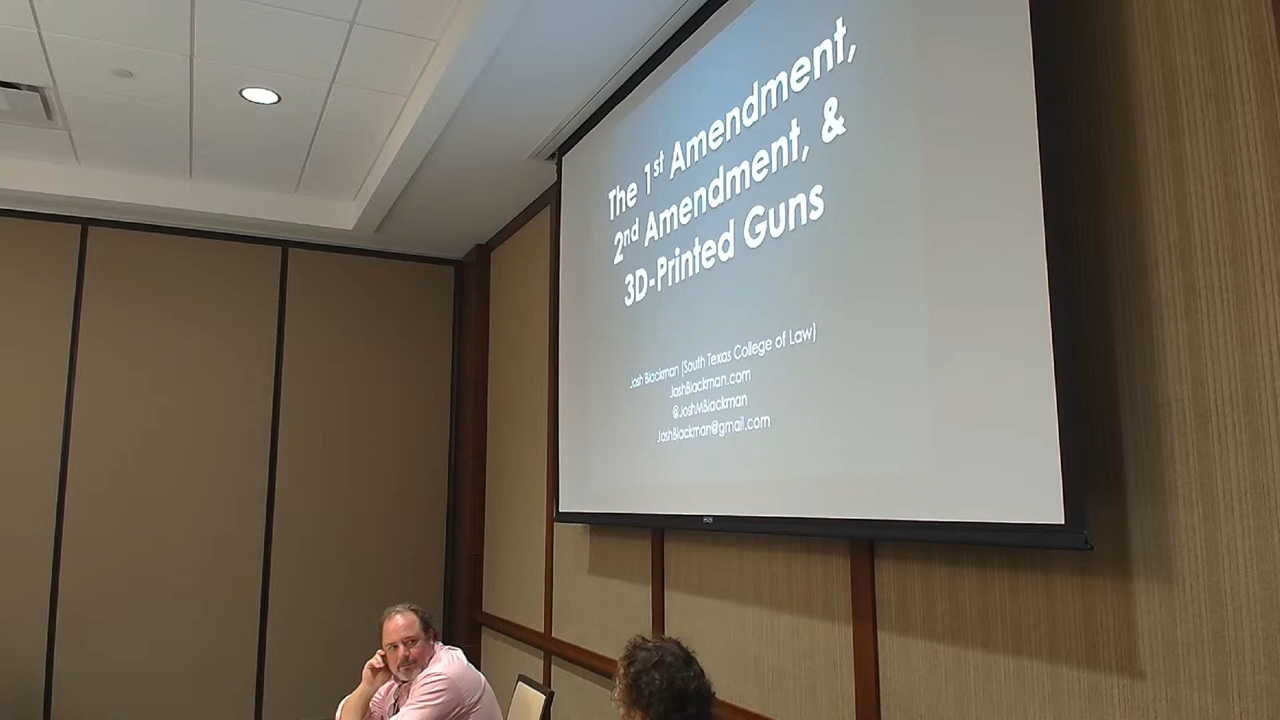 The 1st Amendment,
2nd Amendment, &
3D-Printed Guns
Josh Blackman (South Texas College of Law)
JoshBlackman.com
@JoshMBlackman
JoshBlackman@gmail.com